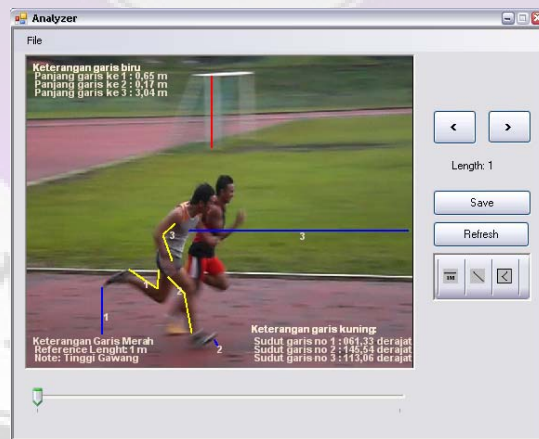 Analyzer
File
Keterangan garis biru
Panjang garis ke 1 : 0,65 m
Panjang garis ke 2 : 0,17 m
Panjang garis ke 3 : 3,04 m
< >
Length: 1
Save
Refresh
3
3
1
2
1
2
Keterangan Garis Merah
Reference Lenght: 1 m
Note: Tinggi Gawang
Keterangan garis kuning:
Sudut garis no 1 : 061,33 derajat
Sudut garis no 2 : 145,54 derajat
Sudut garis no 3 : 113,06 derajat